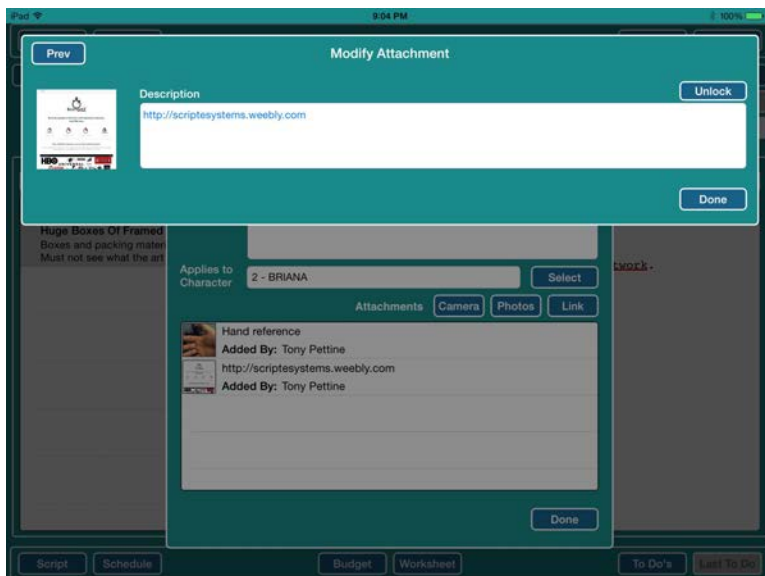 iPad
9:04 PM
100%
Prev
Modify Attachment
Description
Unlock
http://scriptesystems.weebly.com
HBO
Done
Huge Boxes Of Framed
Boxes and packing mater
Must not see what the art
twork.
Applies to
Character
2 - BRIANA
Select
Attachments
Camera
Photos
Link
Hand reference
Added By: Tony Pettine
http://scriptesystems.weebly.com
Added By: Tony Pettine
Done
Script
Schedule
Budget
Worksheet
To Do's
Last To Do